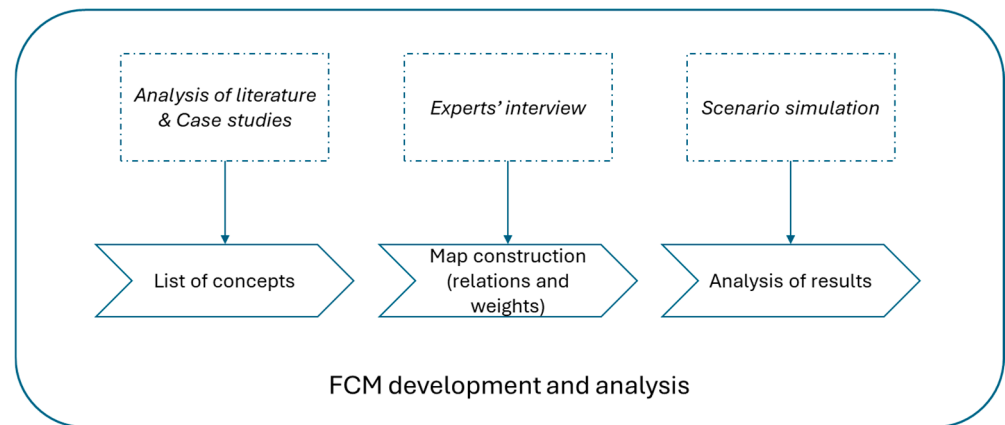 Analysis of literature
& Case studies
Experts’ interview
Scenario simulation
List of concepts
Map construction
(relations and
weights)
Analysis of results
FCM development and analysis